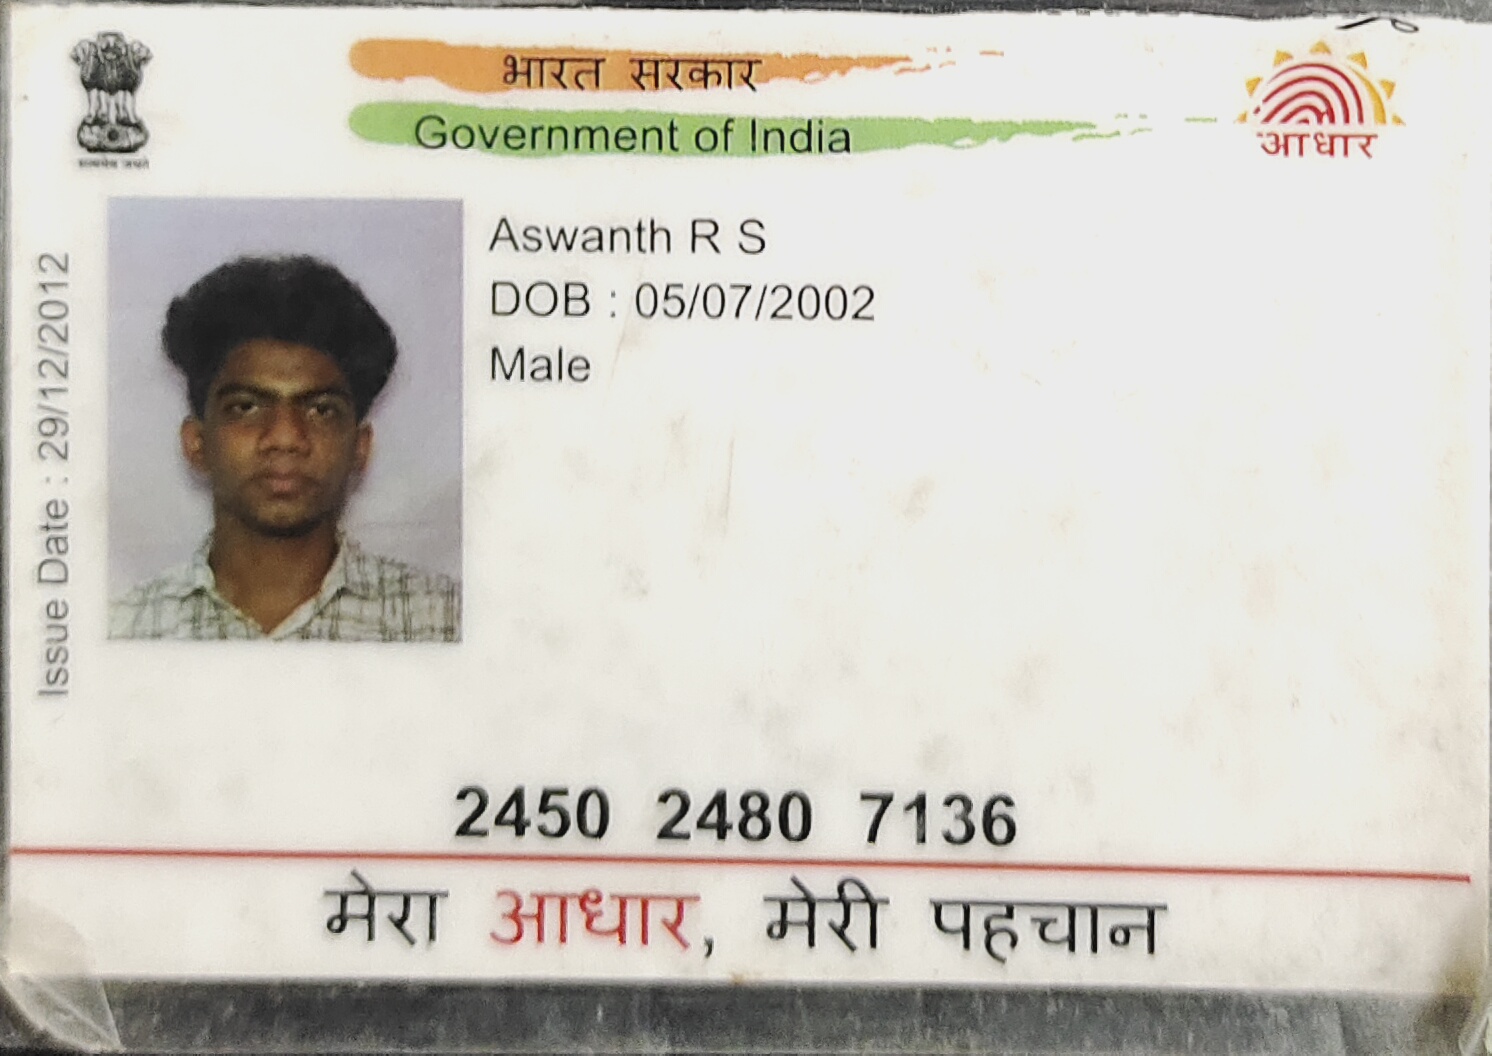 भारत सरकार
Government of India
आधार
सत्यमेव जयते
Aswanth R S
DOB : 05/07/2002
Male
Issue Date : 29/12/2012
2450 2480 7136
मेरा आधार, मेरी पहचान